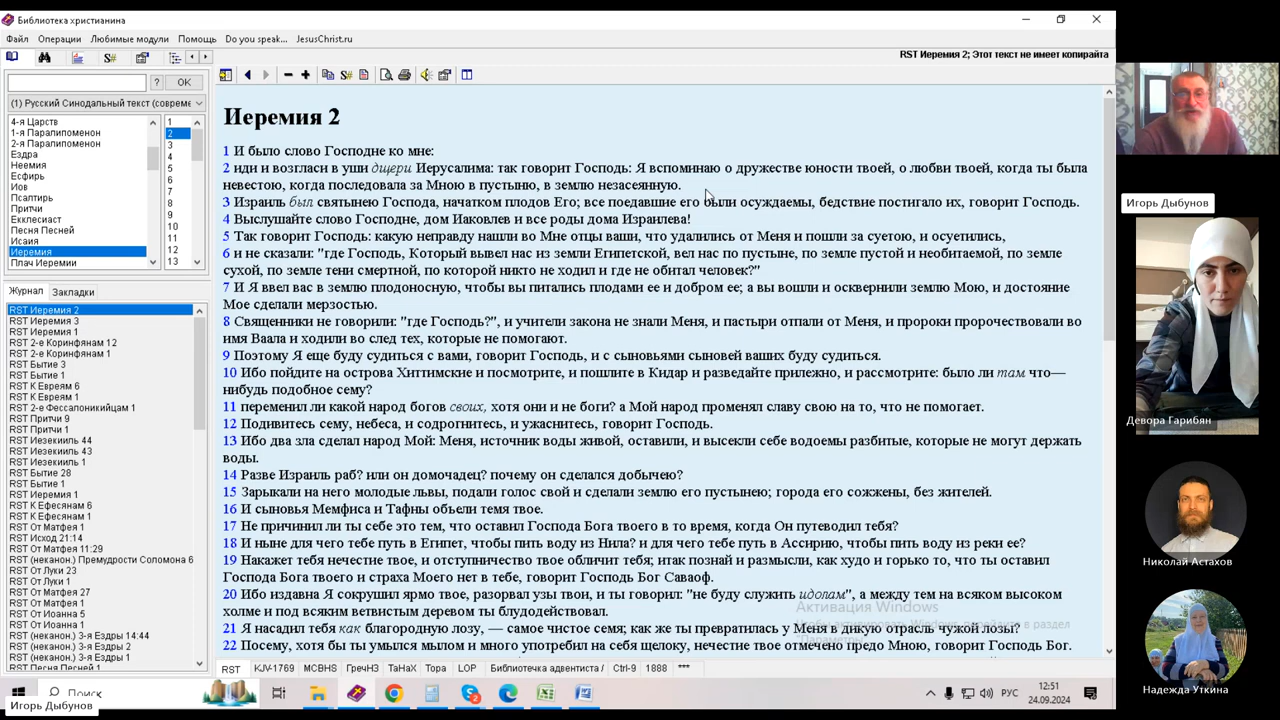 Библиотека христианина
Файл Операции Любимые модули Помощь Do you speak... JesusChrist.ru
S#
RST Иеремия 2; Этот текст не имеет копирайта
? OK
S#
(1) Русский Синодальный текст (совреме
4-я Царств
1-я Паралипоменон
2-я Паралипоменон
Ездра
Неемия
Есфирь
Иов
Псалтирь
Притчи
Екклесиаст
Песня Песней
Исаия
Иеремия
Плач Иеремии
1
2
3
4
5
6
7
8
9
10
11
12
13
Журнал Закладки
RST Иеремия 2
RST Иеремия 3
RST Иеремия 1
RST 2-е Коринфянам 12
RST 2-е Коринфянам 1
RST Бытие 3
RST Бытие 1
RST К Евреям 6
RST К Евреям 1
RST 2-е Фессалоникийцам 1
RST Притчи 9
RST Притчи 1
RST Иезекииль 44
RST Иезекииль 43
RST Иезекииль 1
RST Бытие 28
RST Бытие 1
RST Иеремия 1
RST К Ефесянам 6
RST К Ефесянам 1
RST От Матфея 1
RST Исход 21:14
RST От Матфея 11:29
RST (неканон.) Премудрости Соломона 6
RST От Луки 23
RST От Луки 1
RST От Матфея 27
RST От Матфея 1
RST От Иоанна 5
RST От Иоанна 1
RST (неканон.) 3-я Ездры 14:44
RST (неканон.) 3-я Ездры 2
RST (неканон.) 3-я Ездры 1
RST Песня Песней 1
Иеремия 2
1 И было слово Господне ко мне:
2 иди и возгласи в уши дщери Иерусалима: так говорит Господь: Я вспоминаю о дружестве юности твоей, о любви твоей, когда ты была
невестою, когда последовала за Мною в пустыню, в землю незасеянную.
3 Израиль был святынею Господа, начатком плодов Его; все поедавшие его были осуждаемы, бедствие постигало их, говорит Господь.
4 Выслушайте слово Господне, дом Иаковлев и все роды дома Израилева!
5 Так говорит Господь: какую неправду нашли во Мне отцы ваши, что удалились от Меня и пошли за суетою, и осуетились,
6 и не сказали: "где Господь, Который вывел нас из земли Египетской, вел нас по пустыне, по земле пустой и необитаемой, по земле
сухой, по земле тени смертной, по которой никто не ходил и где не обитал человек?"
7 И Я ввел вас в землю плодоносную, чтобы вы питались плодами ее и добром ее; а вы вошли и осквернили землю Мою, и достояние
Мое сделали мерзостью.
8 Священники не говорили: "где Господь?", и учители закона не знали Меня, и пастыри отпали от Меня, и пророки пророчествовали во
имя Ваала и ходили во след тех, которые не помогают.
9 Поэтому Я еще буду судиться с вами, говорит Господь, и с сыновьями сыновей ваших буду судиться.
10 Ибо пойдите на острова Хиттимские и посмотрите, и пошлите в Кидар и разведайте прилежно, и рассмотрите: было ли там что—
нибудь подобное сему?
11 переменил ли какой народ богов своих, хотя они и не боги? а Мой народ променял славу свою на то, что не помогает.
12 Подивитесь сему, небеса, и содрогнитесь, и ужаснитесь, говорит Господь.
13 Ибо два зла сделал народ Мой: Меня, источник воды живой, оставили, и высекли себе водоемы разбитые, которые не могут держать
воды.
14 Разве Израиль раб? или он домочадец? почему он сделался добычею?
15 Зарыкали на него молодые львы, подали голос свой и сделали землю его пустынею; города его сожжены, без жителей.
16 И сыновья Мемфиса и Тафны объели темя твое.
17 Не причинил ли ты себе это тем, что оставил Господа Бога твоего в то время, когда Он путеводил тебя?
18 И ныне для чего тебе путь в Египет, чтобы пить воду из Нила? и для чего тебе путь в Ассирию, чтобы пить воду из реки ее?
19 Накажет тебя нечестие твое, и отступничество твое обличит тебя; итак познай и размысли, как худо и горько то, что ты оставил
Господа Бога твоего и страха Моего нет в тебе, говорит Господь Бог Саваоф.
20 Ибо издавна Я сокрушил ярмо твое, разорвал узы твои, и ты говорил: "не буду служить идолам", а между тем на всяком высоком
холме и под всяким ветвистым деревом ты блудодействовал.
21 Я насадил тебя как благородную лозу, — самое чистое семя; как же ты превратилась у Меня в дикую отрасль чужой лозы?
22 Посему, хотя бы ты умылся мылом и много употребил на себя щелоку, нечестие твое отмечено предо Мною, говорит Господь Бог.
Активация Windows
Чтобы активировать Windows, перейдите в раздел
"Параметры".
RST KJV-1769 МСВНS ГречНЗ ТаНаХ Тора LOP Библиотека адвентиста / Ctrl-9 1888 ***
Поиск
РУС
12:51
24.09.2024
Игорь Дыбунов
Игорь Дыбунов
Девора Гарибян
Николай Астахов
Надежда Уткина